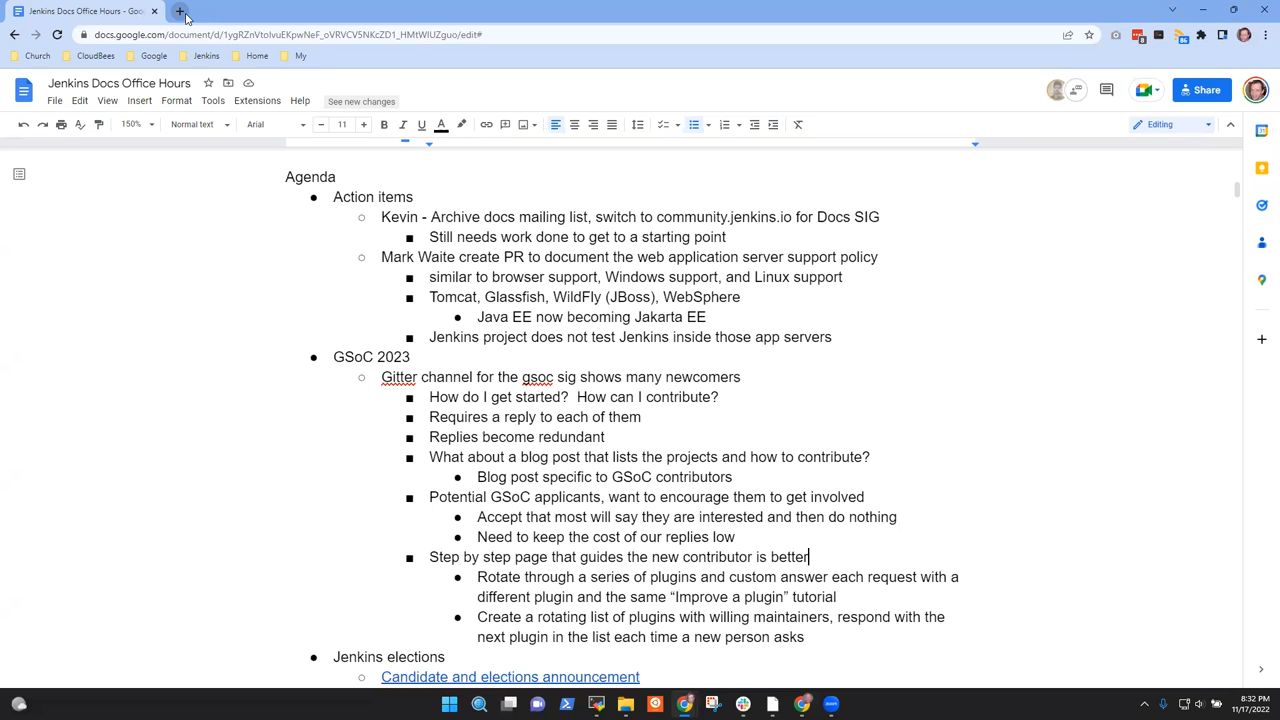 Jenkins Docs Office Hours - Goo
docs.google.com/document/d/1ygRZnVtoIvuEKpwNeF_oVRVCV5NKcZD1_HMtWIUZguo/edit#
Church CloudBees Google Jenkins Home My
Jenkins Docs Office Hours
File Edit View Insert Format Tools Extensions Help See new changes
Share
150% Normal text Arial 11 Editing
Agenda
● Action items
○ Kevin - Archive docs mailing list, switch to community.jenkins.io for Docs SIG
■ Still needs work done to get to a starting point
○ Mark Waite create PR to document the web application server support policy
■ similar to browser support, Windows support, and Linux support
■ Tomcat, Glassfish, WildFly (JBoss), WebSphere
● Java EE now becoming Jakarta EE
■ Jenkins project does not test Jenkins inside those app servers
● GSoC 2023
○ Gitter channel for the gsoc sig shows many newcomers
■ How do I get started?  How can I contribute?
■ Requires a reply to each of them
■ Replies become redundant
■ What about a blog post that lists the projects and how to contribute?
● Blog post specific to GSoC contributors
■ Potential GSoC applicants, want to encourage them to get involved
● Accept that most will say they are interested and then do nothing
● Need to keep the cost of our replies low
■ Step by step page that guides the new contributor is better
● Rotate through a series of plugins and custom answer each request with a
different plugin and the same “Improve a plugin” tutorial
● Create a rotating list of plugins with willing maintainers, respond with the
next plugin in the list each time a new person asks
● Jenkins elections
○ Candidate and elections announcement
8:32 PM
11/17/2022